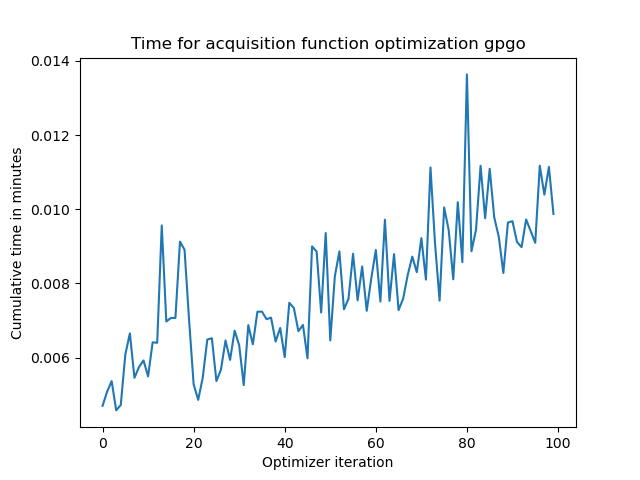 Time for acquisition function optimization gpgo
0.014
0.012
0.010
0.008
0.006
Cumulative time in minutes
0 20 40 60 80 100
Optimizer iteration